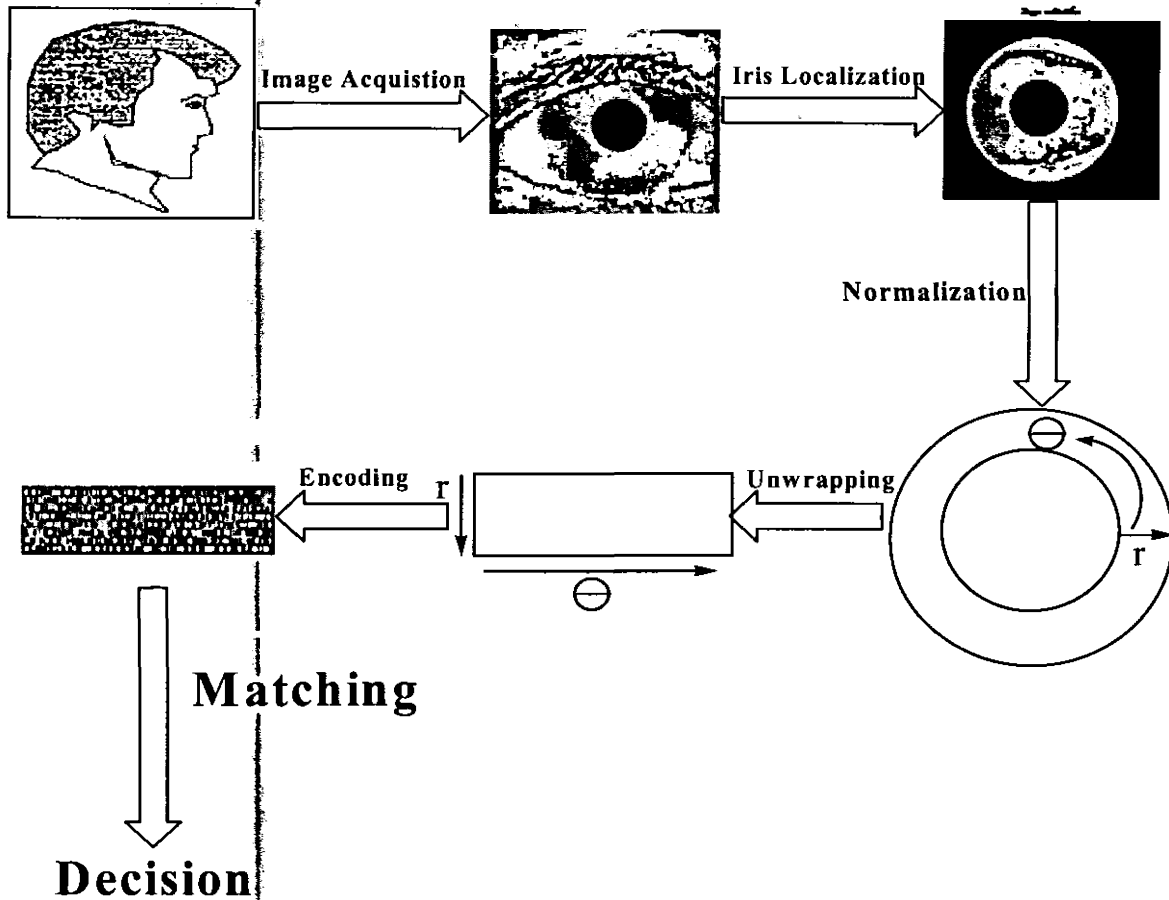 Image Acquistion
Iris Localization
Normalization
Θ
r
Unwrapping
r
Θ
Encoding
Matching
Decision